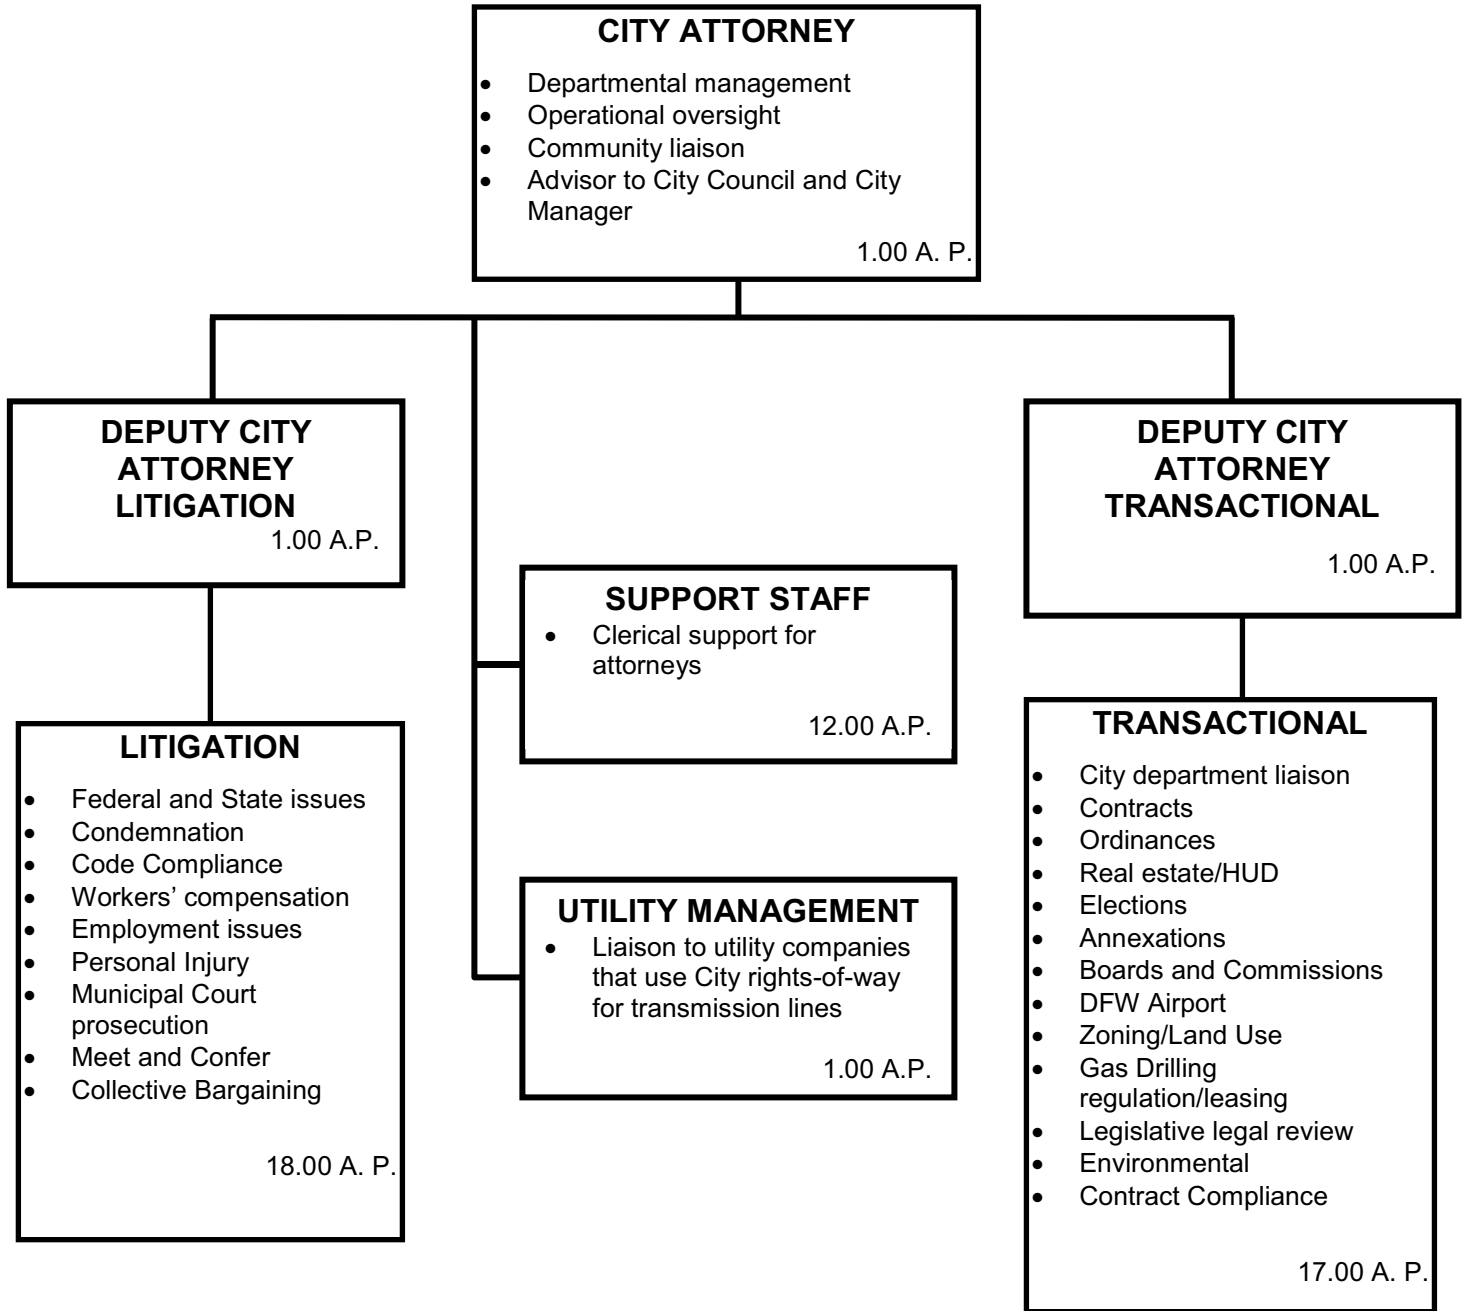 CITY ATTORNEY
• Departmental management
• Operational oversight
• Community liaison
• Advisor to City Council and City
Manager
1.00 A. P.
DEPUTY CITY
ATTORNEY
LITIGATION
1.00 A.P.
DEPUTY CITY
ATTORNEY
TRANSACTIONAL
1.00 A.P.
SUPPORT STAFF
• Clerical support for
attorneys
12.00 A.P.
UTILITY MANAGEMENT
• Liaison to utility companies
that use City rights-of-way
for transmission lines
1.00 A.P.
LITIGATION
• Federal and State issues
• Condemnation
• Code Compliance
• Workers’ compensation
• Employment issues
• Personal Injury
• Municipal Court
prosecution
• Meet and Confer
• Collective Bargaining
18.00 A. P.
TRANSACTIONAL
• City department liaison
• Contracts
• Ordinances
• Real estate/HUD
• Elections
• Annexations
• Boards and Commissions
• DFW Airport
• Zoning/Land Use
• Gas Drilling
regulation/leasing
• Legislative legal review
• Environmental
• Contract Compliance
17.00 A. P.